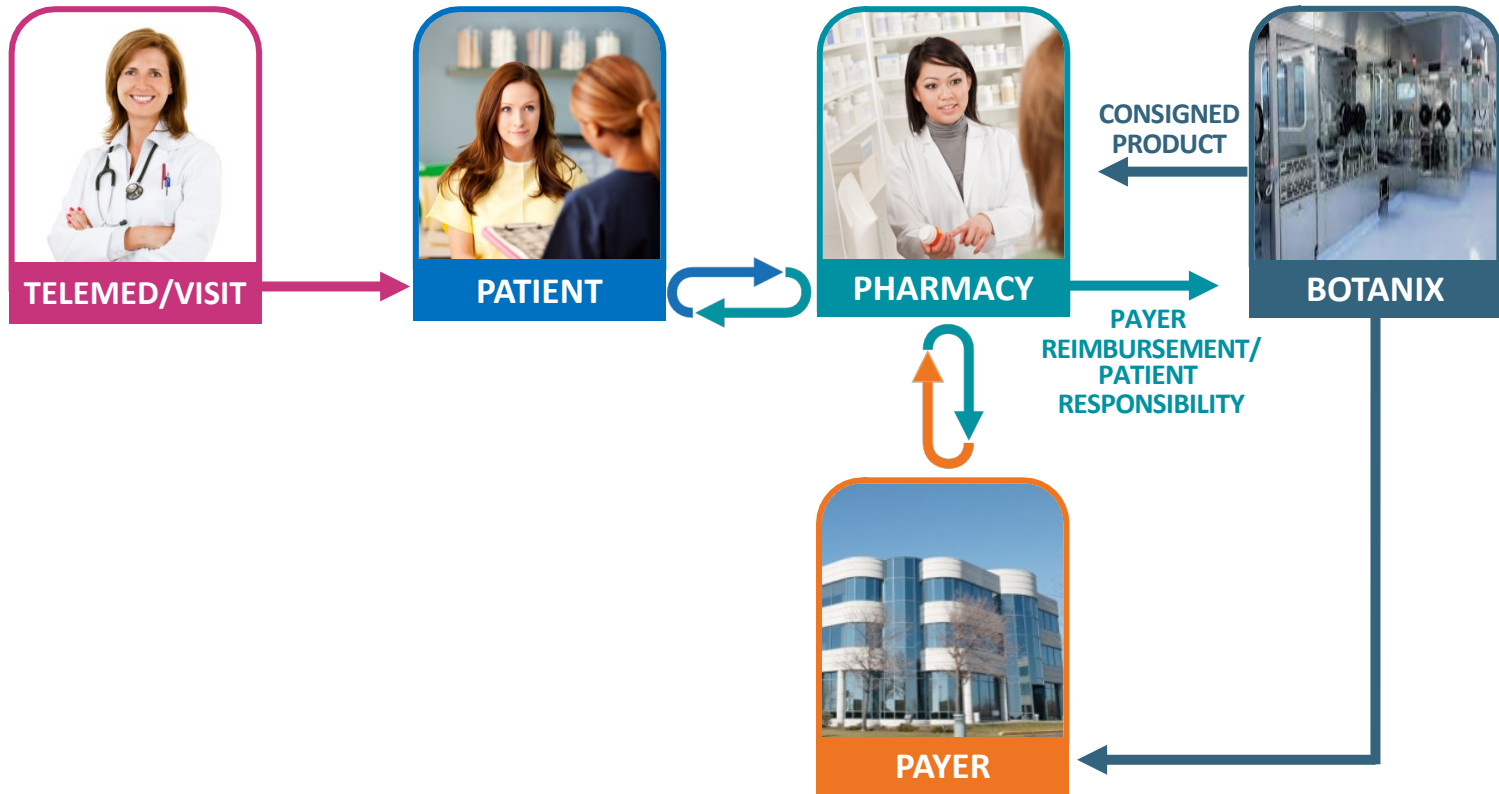 CONSIGNED
PRODUCT
TELEMED/VISIT
PATIENT
PHARMACY
BOTANIX
PAYER
REIMBURSEMENT/
PATIENT
RESPONSIBILITY
PAYER